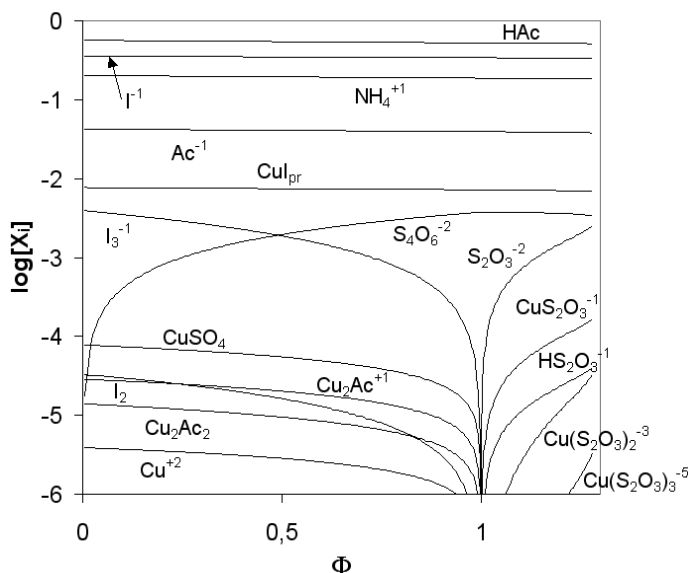 0
HAc
I⁻¹
NH₄⁺¹
-1
Ac⁻¹
CuI_pr
-2
I₃⁻¹
S₄O₆⁻²
S₂O₃⁻²
-3
log[Xi]
CuS₂O₃⁻¹
-4
CuSO₄
HS₂O₃⁻¹
I₂
Cu₂Ac⁺¹
-5
Cu₂Ac₂
Cu(S₂O₃)₂⁻³
Cu⁺²
Cu(S₂O₃)₃⁻⁵
-6
0
0,5
1
Φ